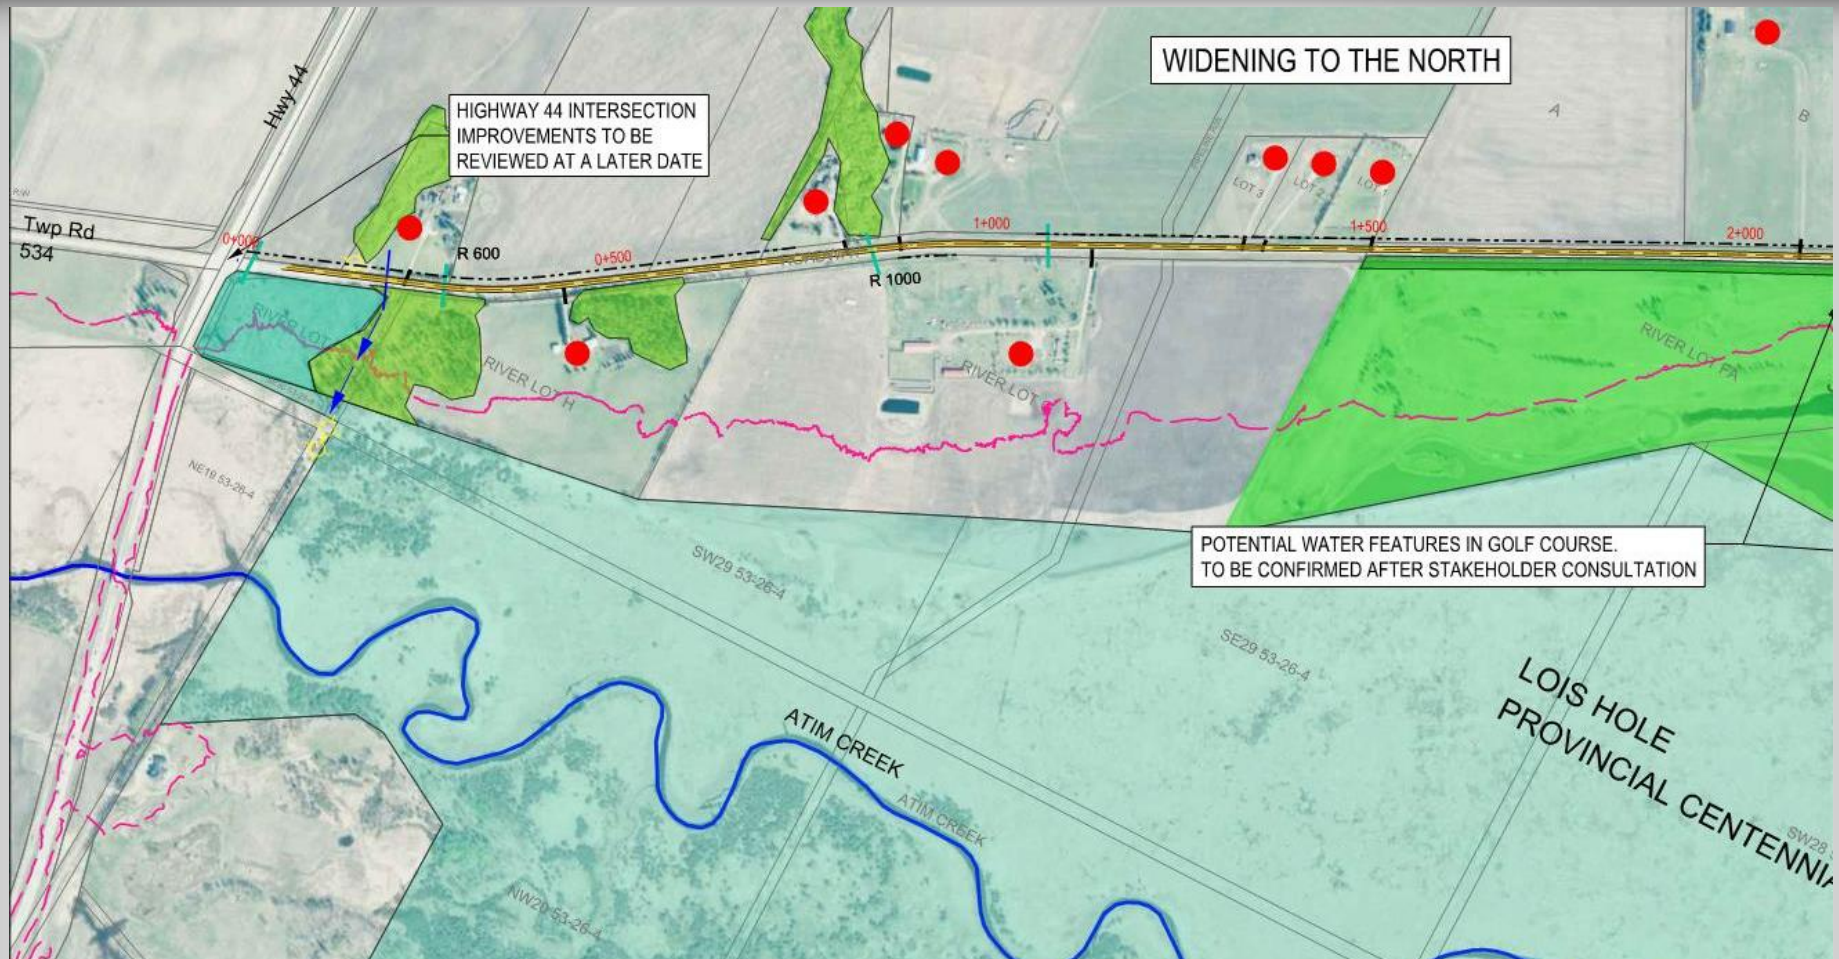 WIDENING TO THE NORTH
Hwy 44
HIGHWAY 44 INTERSECTION
IMPROVEMENTS TO BE
REVIEWED AT A LATER DATE
A
B
R/W
LOT 3
LOT 2
LOT 1
Twp Rd
534
0+000
R 600
0+500
1+000
1+500
2+000
R 1000
RIVER LOT I
RIVER LOT H
RIVER LOT G
RIVER LOT FA
NE19 53-26-4
POTENTIAL WATER FEATURES IN GOLF COURSE.
TO BE CONFIRMED AFTER STAKEHOLDER CONSULTATION
SW29 53-26-4
SE29 53-26-4
LOIS HOLE
PROVINCIAL CENTENNIA
ATIM CREEK
ATIM CREEK
SW28
NW20 53-26-4